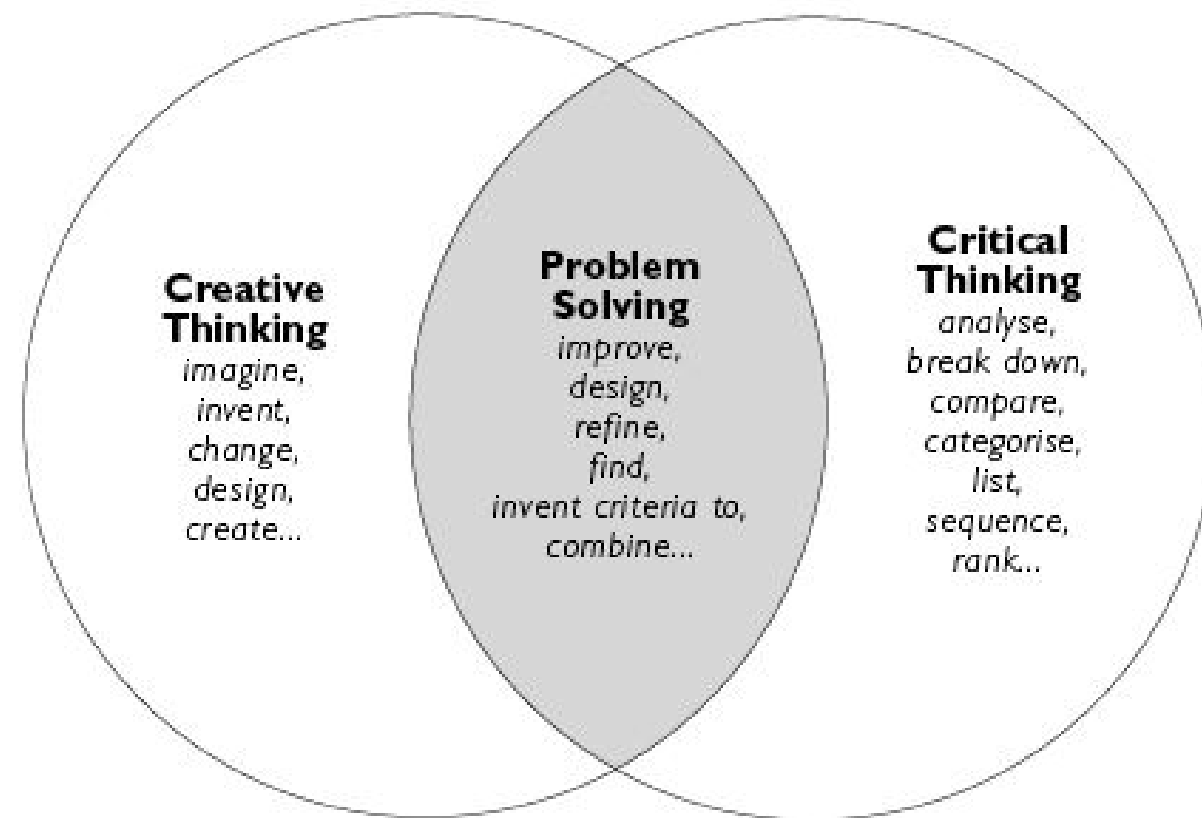 Creative
Thinking
imagine,
invent,
change,
design,
create...
Problem
Solving
improve,
design,
refine,
find,
invent criteria to,
combine...
Critical
Thinking
analyse,
break down,
compare,
categorise,
list,
sequence,
rank...